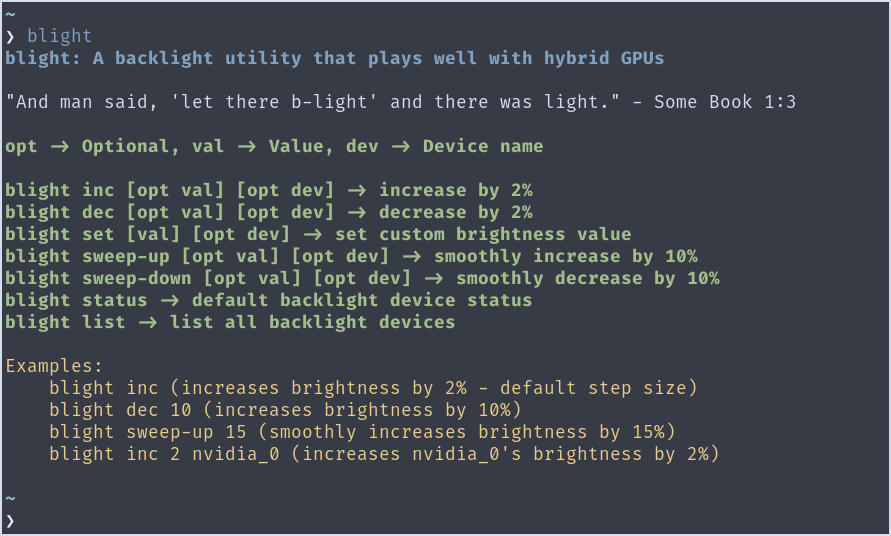 ~
❯ blight
blight: A backlight utility that plays well with hybrid GPUs
"And man said, 'let there b-light' and there was light." - Some Book 1:3
opt -> Optional, val -> Value, dev -> Device name
blight inc [opt val] [opt dev] -> increase by 2%
blight dec [opt val] [opt dev] -> decrease by 2%
blight set [val] [opt dev] -> set custom brightness value
blight sweep-up [opt val] [opt dev] -> smoothly increase by 10%
blight sweep-down [opt val] [opt dev] -> smoothly decrease by 10%
blight status -> default backlight device status
blight list -> list all backlight devices
Examples:
    blight inc (increases brightness by 2% - default step size)
    blight dec 10 (increases brightness by 10%)
    blight sweep-up 15 (smoothly increases brightness by 15%)
    blight inc 2 nvidia_0 (increases nvidia_0's brightness by 2%)
~
❯